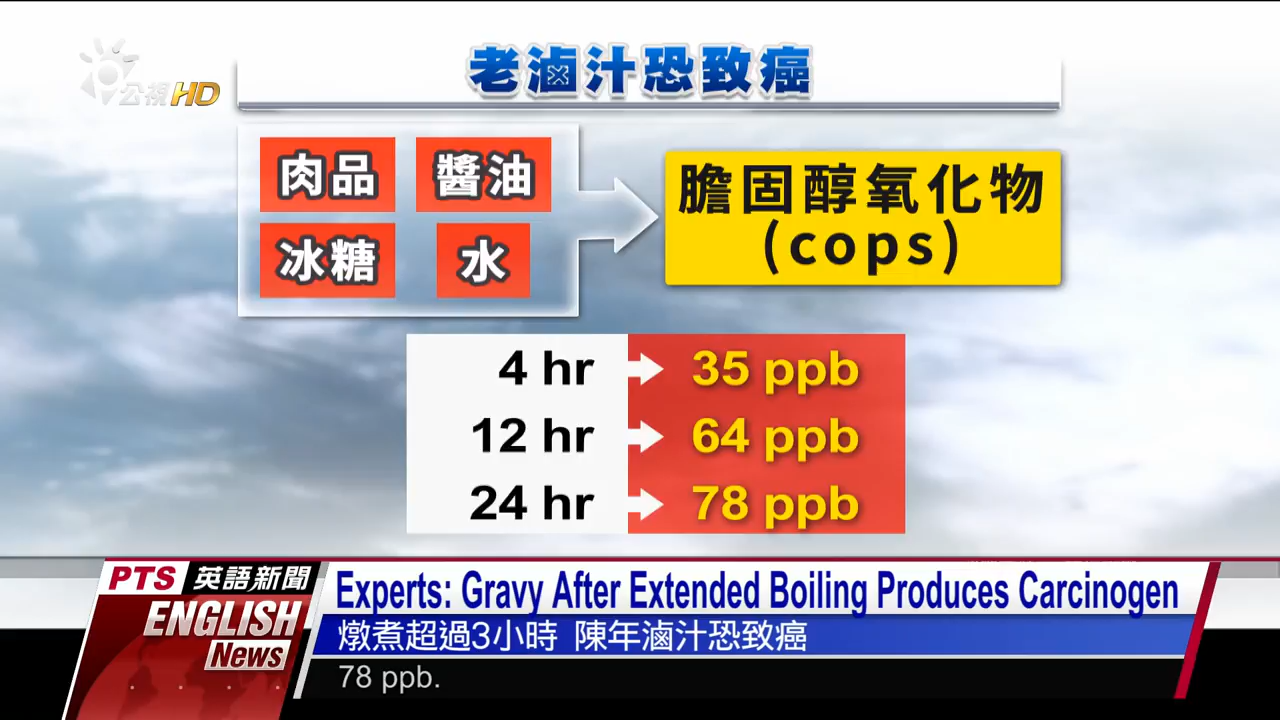 公視HD
老滷汁恐致癌
肉品 醬油
冰糖 水
膽固醇氧化物
(cops)
4 hr 35 ppb
12 hr 64 ppb
24 hr 78 ppb
PTS 英語新聞
ENGLISH
News
Experts: Gravy After Extended Boiling Produces Carcinogen
燉煮超過3小時 陳年滷汁恐致癌
78 ppb.